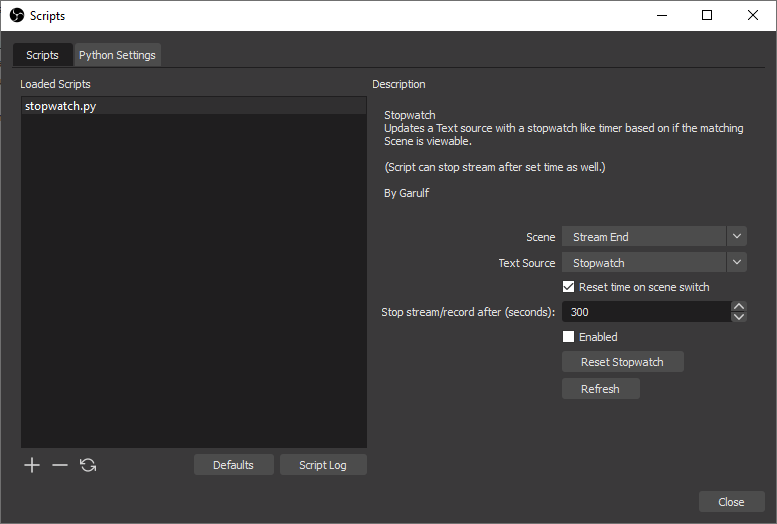 Scripts
Scripts
Python Settings
Loaded Scripts
stopwatch.py
Description
Stopwatch
Updates a Text source with a stopwatch like timer based on if the matching
Scene is viewable.
(Script can stop stream after set time as well.)
By Garulf
Scene
Stream End
Text Source
Stopwatch
Reset time on scene switch
Stop stream/record after (seconds):
300
Enabled
Reset Stopwatch
Refresh
Defaults
Script Log
Close